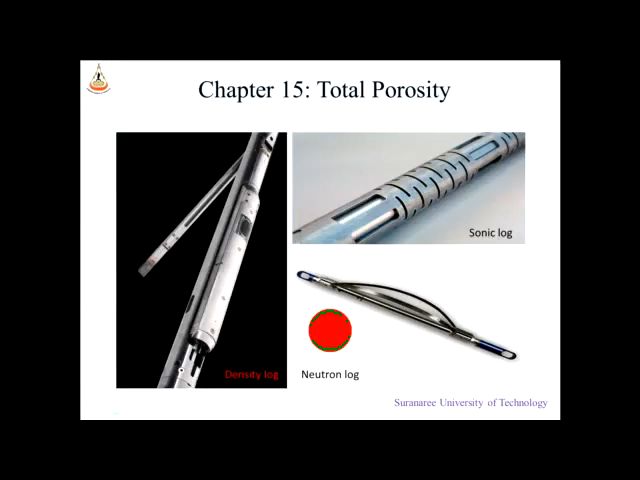 Chapter 15: Total Porosity
Sonic log
Density log
Neutron log
Suranaree University of Technology